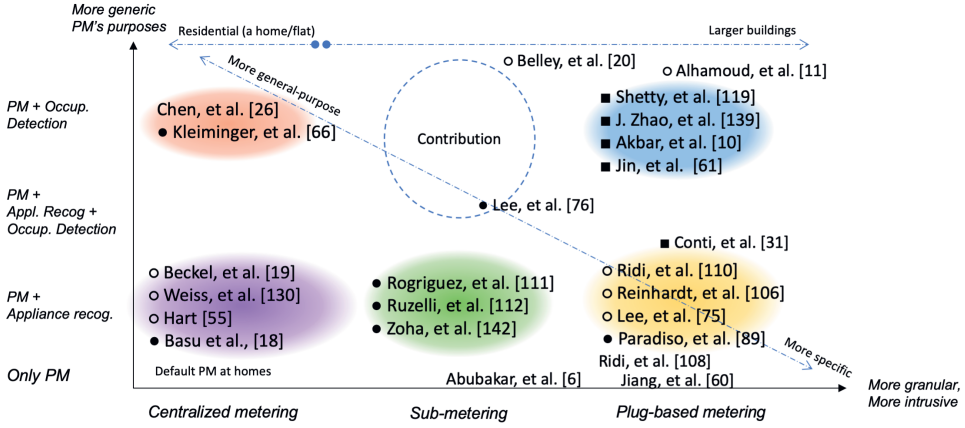 More generic
PM's purposes
Residential (a home/flat)
Larger buildings
More general-purpose
Belley, et al. [20]
Alhamoud, et al. [11]
PM + Occup.
Detection
Chen, et al. [26]
Kleiminger, et al. [66]
Contribution
Shetty, et al. [119]
J. Zhao, et al. [139]
Akbar, et al. [10]
Jin, et al. [61]
PM +
Appl. Recog +
Occup. Detection
Lee, et al. [76]
Conti, et al. [31]
PM +
Appliance recog.
Beckel, et al. [19]
Weiss, et al. [130]
Hart [55]
Basu et al., [18]
Rogriguez, et al. [111]
Ruzelli, et al. [112]
Zoha, et al. [142]
Ridi, et al. [110]
Reinhardt, et al. [106]
Lee, et al. [75]
Paradiso, et al. [89]
More specific
Ridi, et al. [108]
Only PM
Default PM at homes
Abubakar, et al. [6]
Jiang, et al. [60]
More granular,
More intrusive
Centralized metering
Sub-metering
Plug-based metering